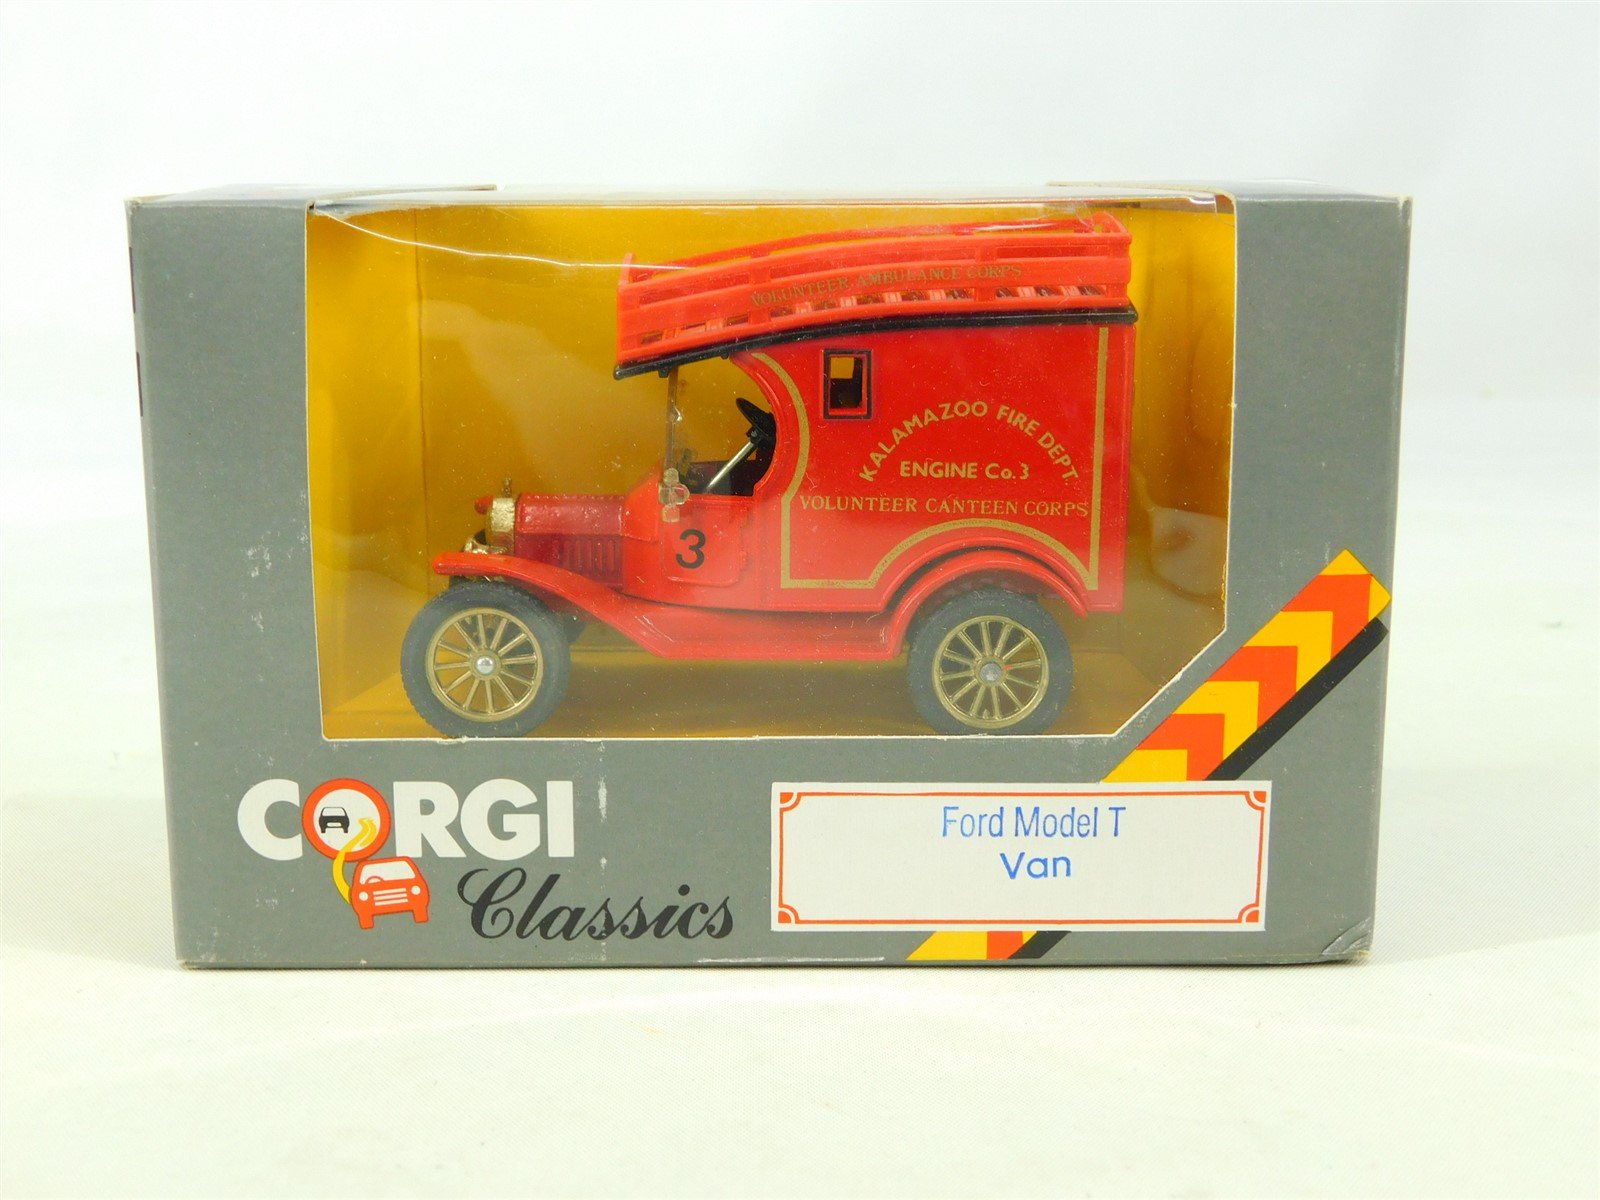 VOLUNTEER AMBULANCE CORPS
KALAMAZOO FIRE DEPT.
ENGINE Co. 3
VOLUNTEER CANTEEN CORPS
3
CORGI
Classics
Ford Model T
Van